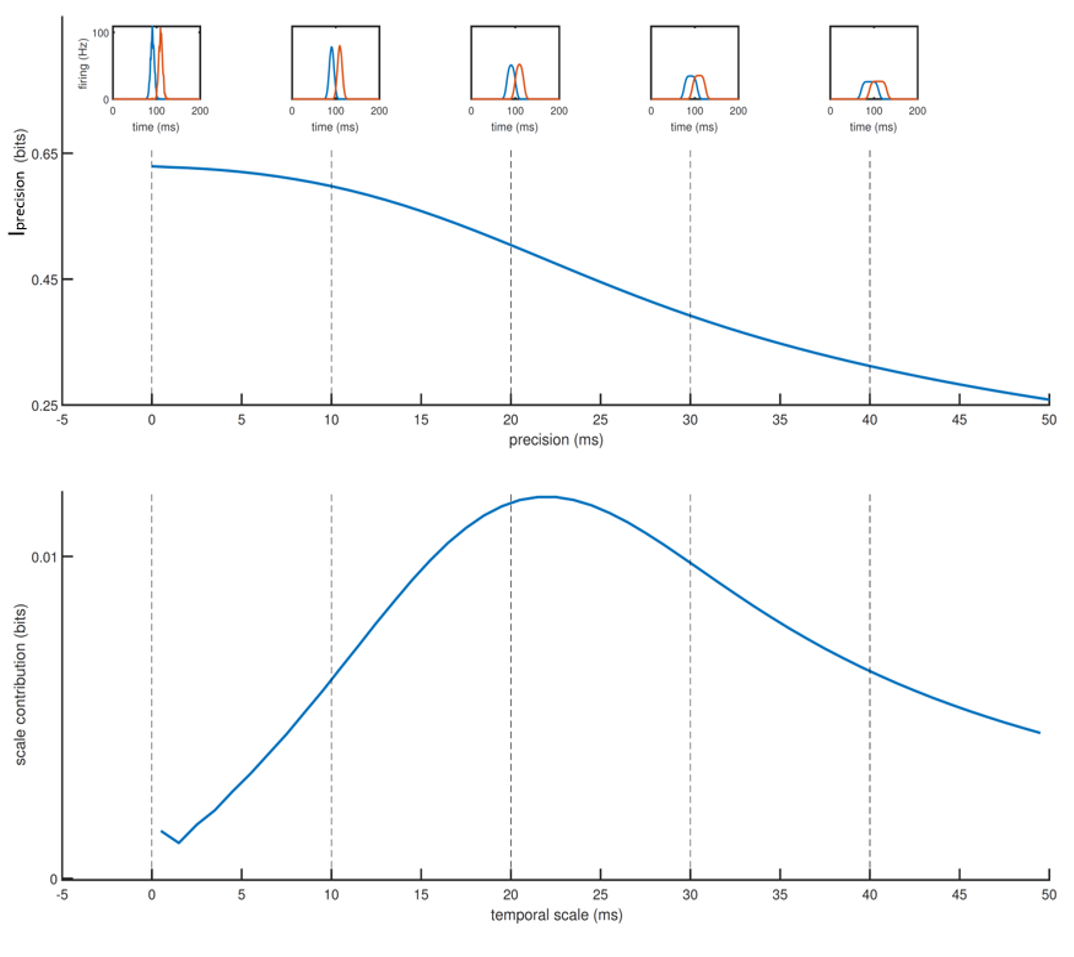 100
firing (Hz)
0
0 100 200
time (ms)
0 100 200
time (ms)
0 100 200
time (ms)
0 100 200
time (ms)
0 100 200
time (ms)
Iprecision (bits)
0.65
0.45
0.25
-5 0 5 10 15 20 25 30 35 40 45 50
precision (ms)
scale contribution (bits)
0.01
0
-5 0 5 10 15 20 25 30 35 40 45 50
temporal scale (ms)